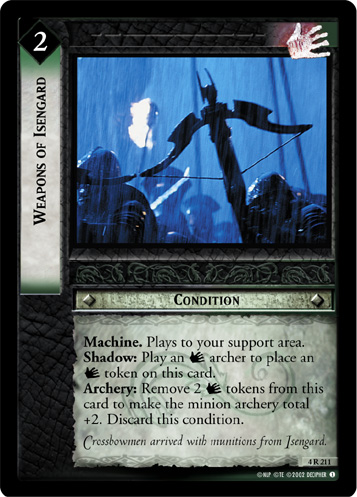 2
WEAPONS OF ISENGARD
CONDITION
Machine. Plays to your support area.
Shadow: Play an archer to place an
token on this card.
Archery: Remove 2 tokens from this
card to make the minion archery total
+2. Discard this condition.
Crossbowmen arrived with munitions from Isengard.
4 R 211
©NLP ©TE ©2002 DECIPHER 1